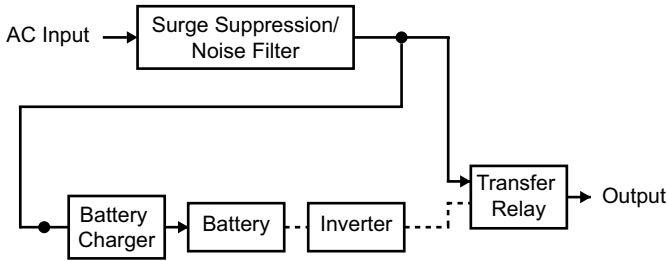 AC Input
Surge Suppression/
Noise Filter
Transfer
Relay
Output
Battery
Charger
Battery
Inverter